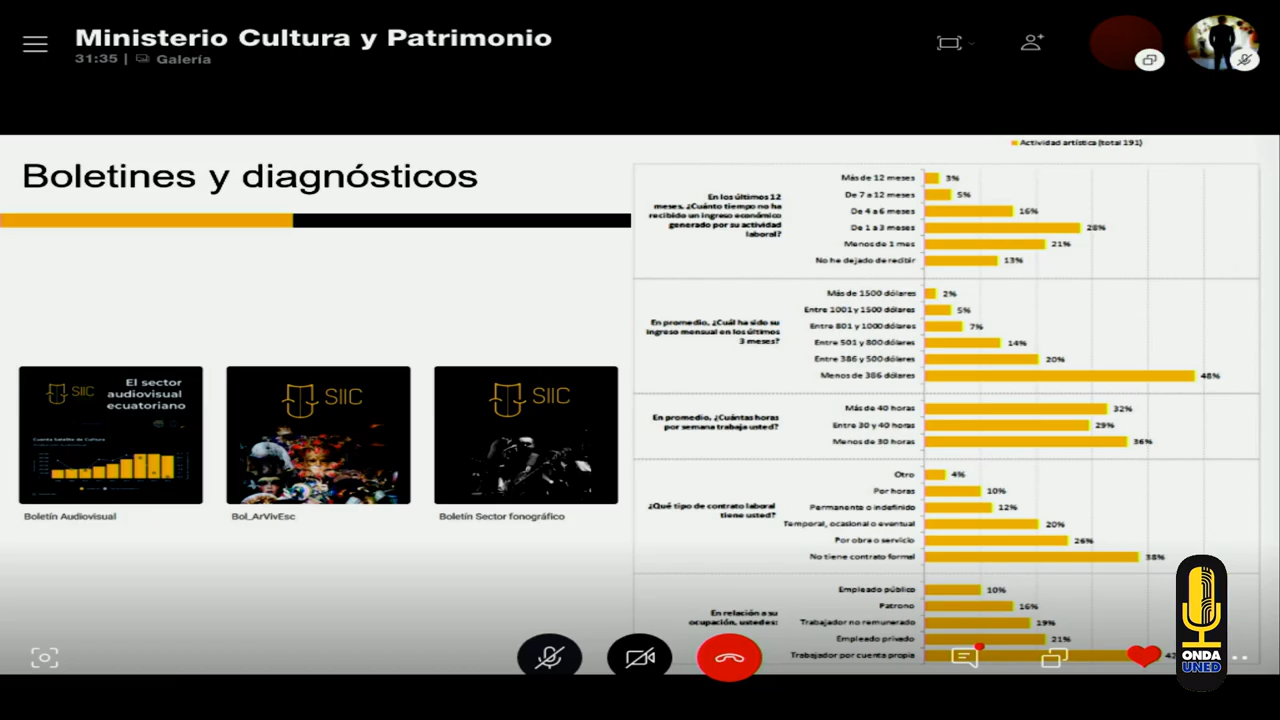 Ministerio Cultura y Patrimonio
31:35 | Galería
Boletines y diagnósticos
SIIC
El sector
audiovisual
ecuatoriano
Cuenta Satélite de Cultura
Boletín Audiovisual
SIIC
Bol_ArVivEsc
SIIC
Boletín Sector fonográfico
Actividad artística (total 191)
En los últimos 12
meses, ¿Cuánto tiempo no ha
recibido un ingreso económico
generado por su actividad
laboral?
Más de 12 meses 3%
De 7 a 12 meses 5%
De 4 a 6 meses 16%
De 1 a 3 meses 28%
Menos de 1 mes 21%
No he dejado de recibir 13%
En promedio, ¿Cuál ha sido su
ingreso mensual en los últimos
3 meses?
Más de 1500 dólares 2%
Entre 1001 y 1500 dólares 5%
Entre 801 y 1000 dólares 7%
Entre 501 y 800 dólares 14%
Entre 386 y 500 dólares 20%
Menos de 386 dólares 48%
En promedio, ¿Cuántas horas
por semana trabaja usted?
Más de 40 horas 32%
Entre 30 y 40 horas 29%
Menos de 30 horas 36%
¿Qué tipo de contrato laboral
tiene usted?
Otro 4%
Por horas 10%
Permanente o indefinido 12%
Temporal, ocasional o eventual 20%
Por obra o servicio 26%
No tiene contrato formal 38%
En relación a su
ocupación, ustedes:
Empleado público 10%
Patrono 16%
Trabajador no remunerado 19%
Empleado privado 21%
Trabajador por cuenta propia 42
ONDA
UNED